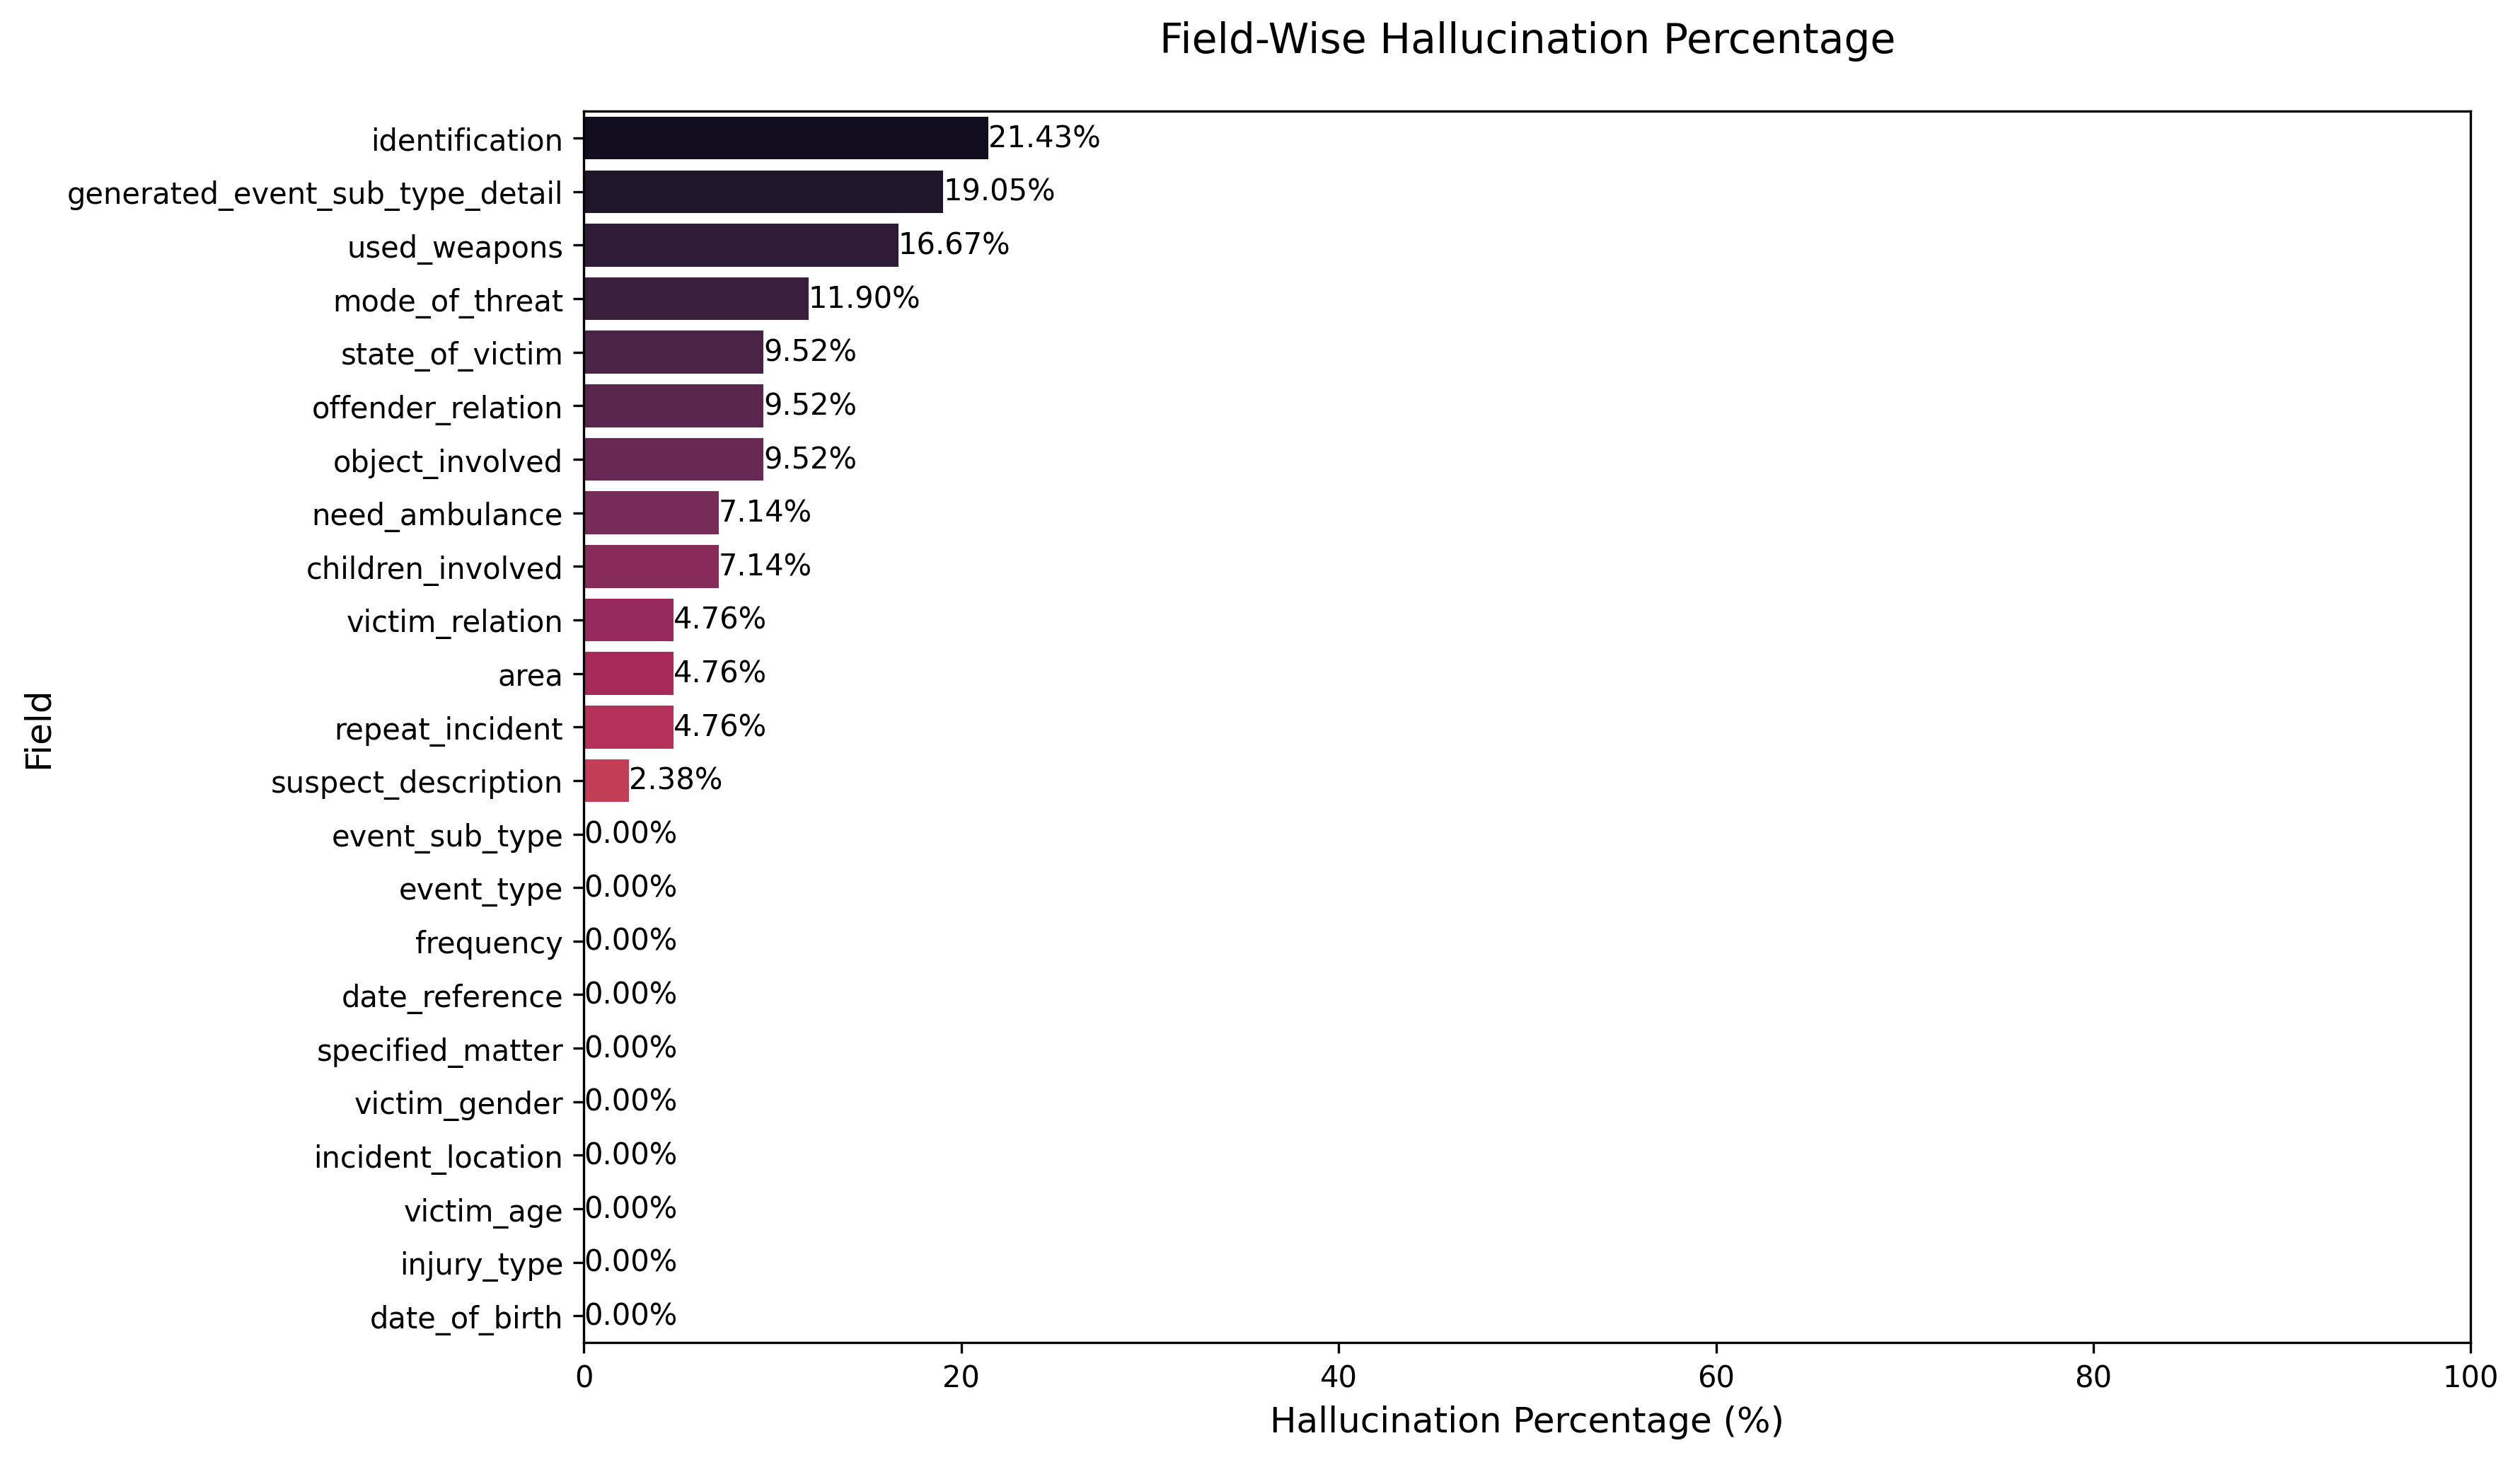 Field-Wise Hallucination Percentage
identification 21.43%
generated_event_sub_type_detail 19.05%
used_weapons 16.67%
mode_of_threat 11.90%
state_of_victim 9.52%
offender_relation 9.52%
object_involved 9.52%
need_ambulance 7.14%
children_involved 7.14%
victim_relation 4.76%
area 4.76%
repeat_incident 4.76%
suspect_description 2.38%
event_sub_type 0.00%
event_type 0.00%
frequency 0.00%
date_reference 0.00%
specified_matter 0.00%
victim_gender 0.00%
incident_location 0.00%
victim_age 0.00%
injury_type 0.00%
date_of_birth 0.00%
Field
0 20 40 60 80 100
Hallucination Percentage (%)